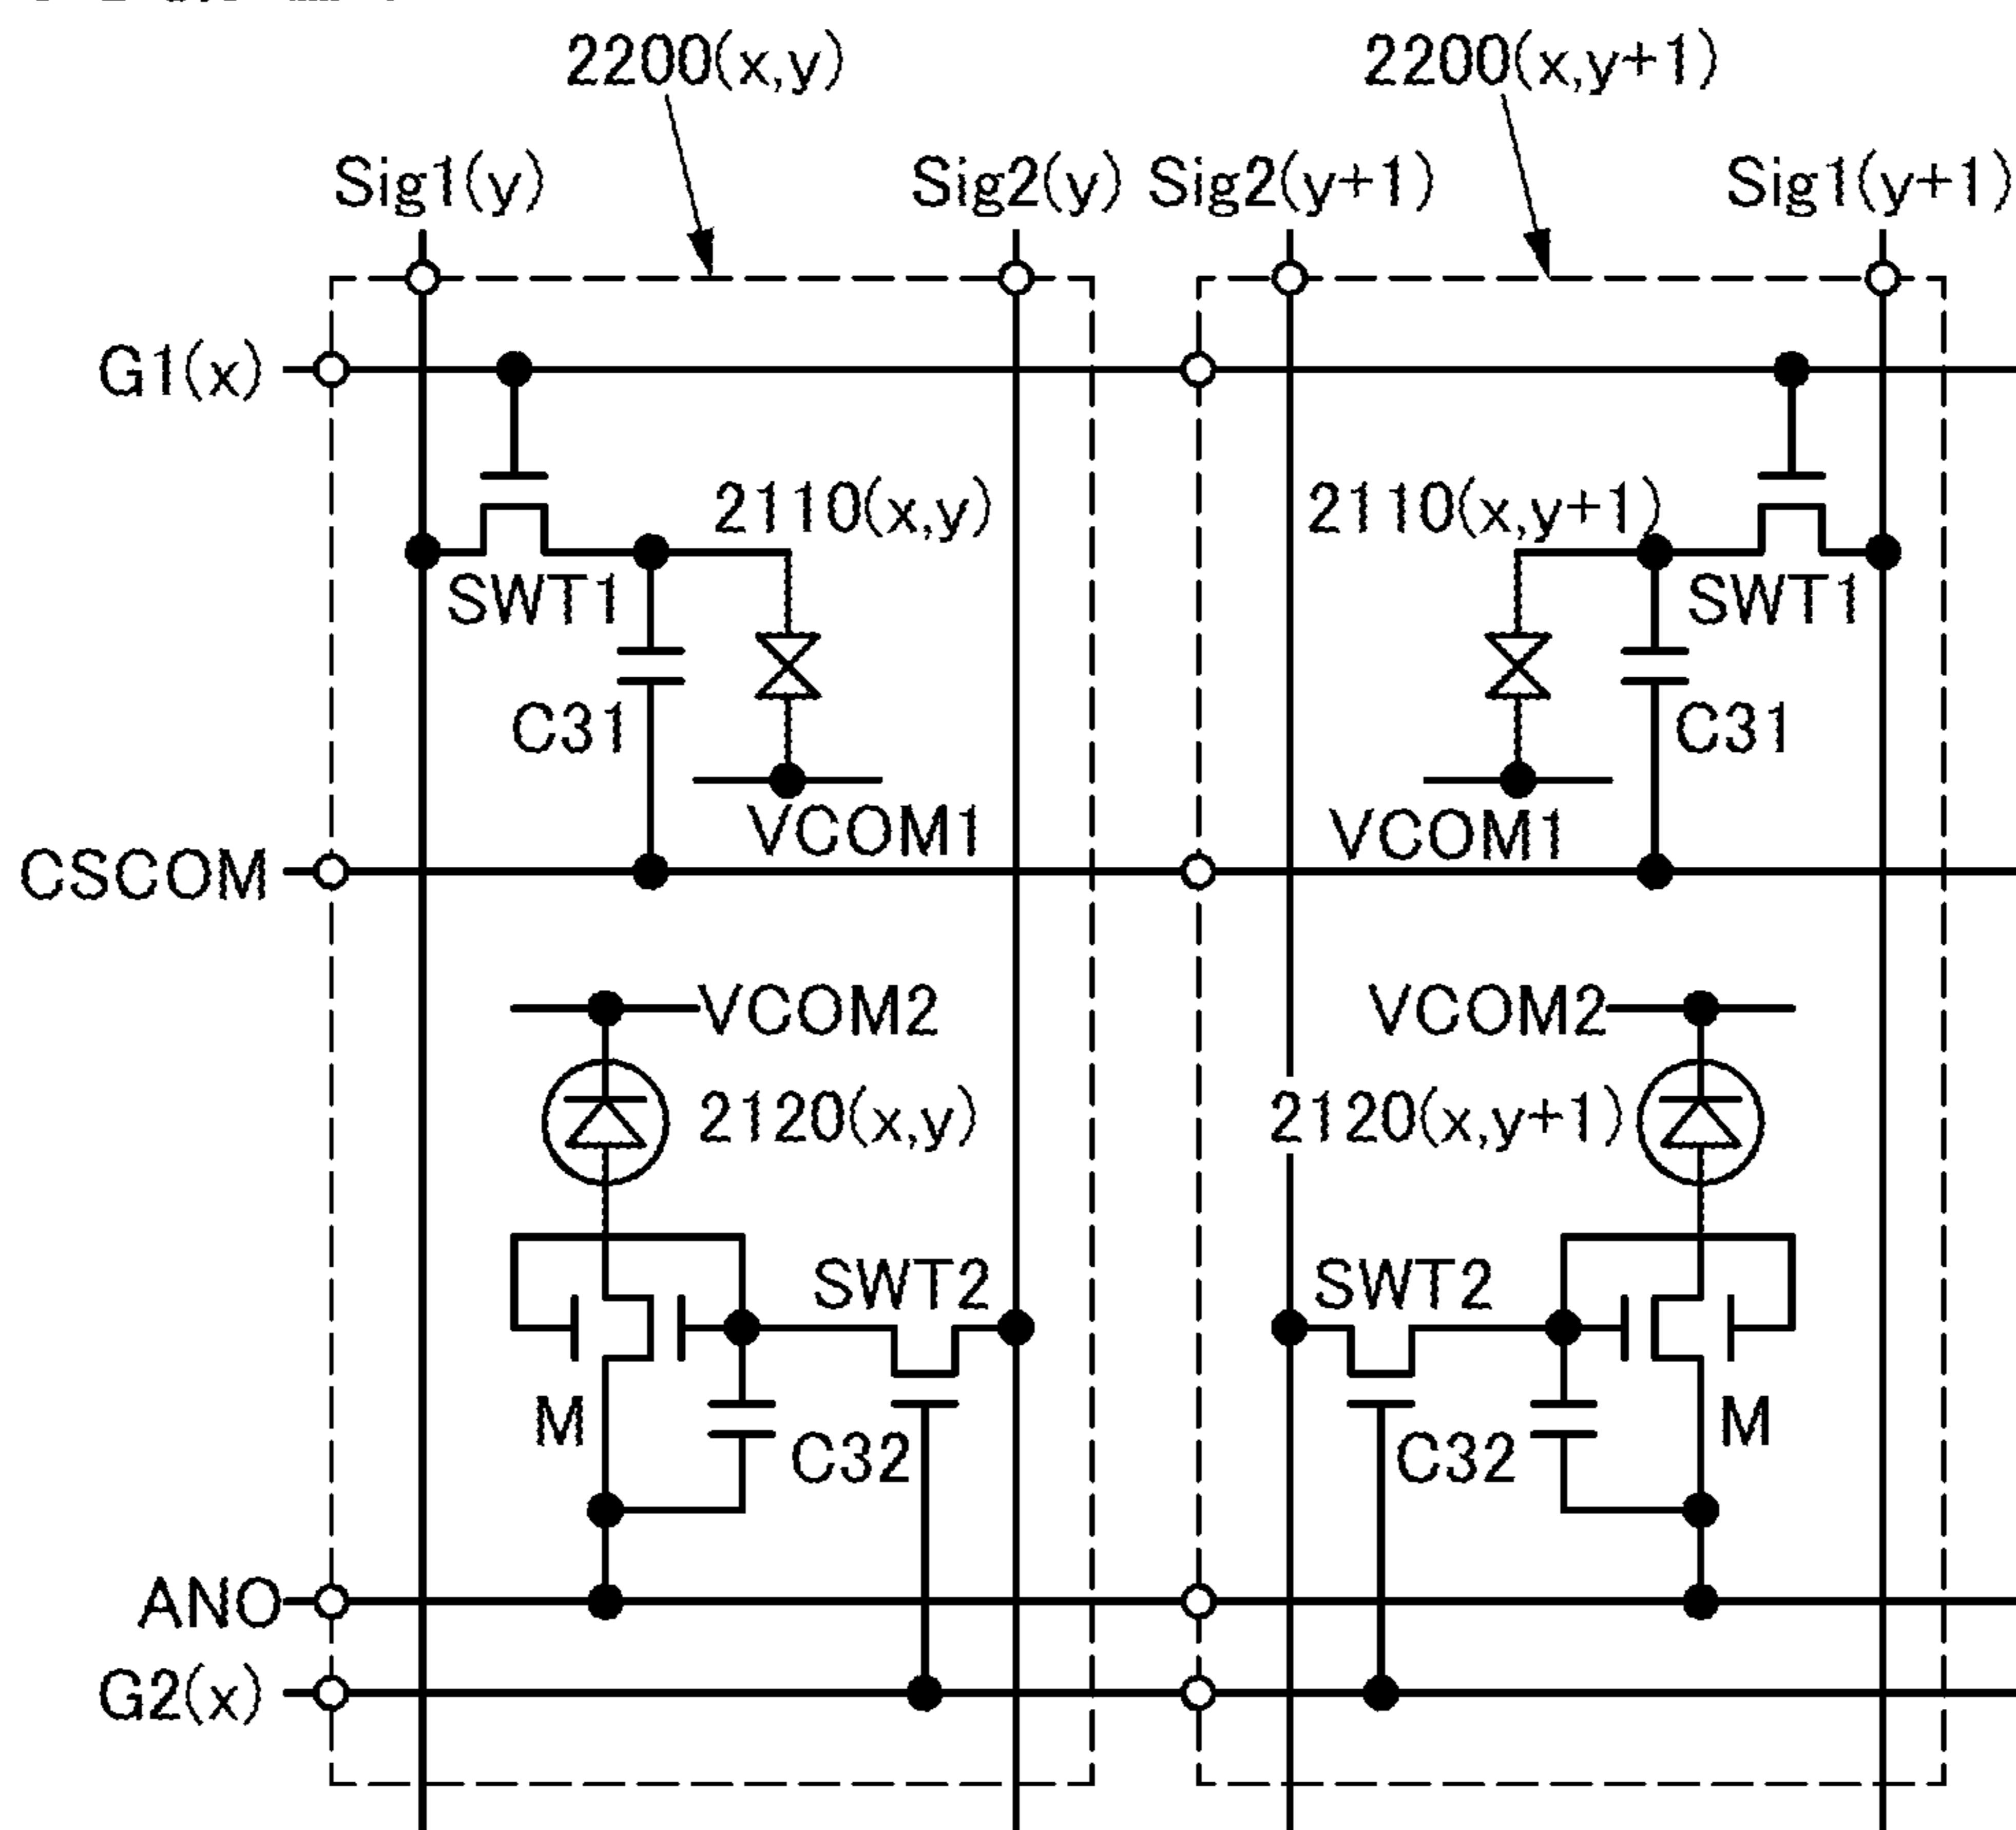 2200(x,y) 2200(x,y+1)
Sig1(y) Sig2(y) Sig2(y+1) Sig1(y+1)
G1(x)
2110(x,y) 2110(x,y+1)
SWT1 SWT1
C31 C31
VCOM1 VCOM1
CSCOM
VCOM2 VCOM2
2120(x,y) 2120(x,y+1)
SWT2 SWT2
M C32 C32 M
ANO
G2(x)